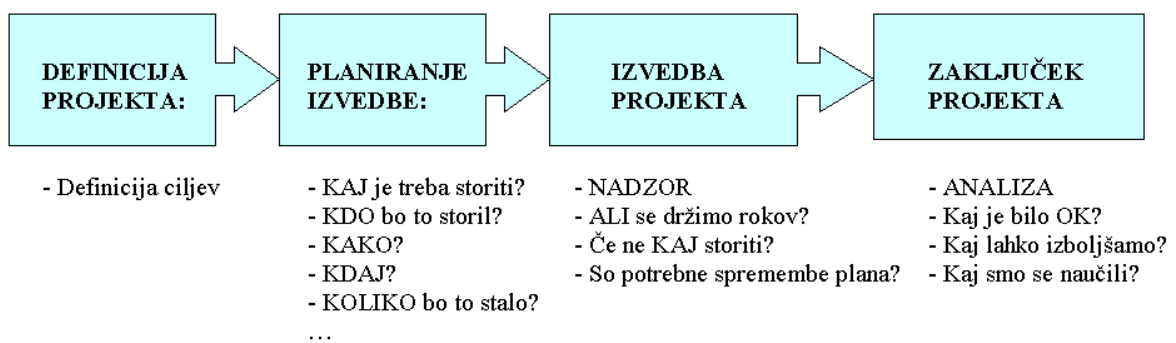 DEFINICIJA
PROJEKTA:
PLANIRANJE
IZVEDBE:
IZVEDBA
PROJEKTA
ZAKLJUČEK
PROJEKTA
- Definicija ciljev
- KAJ je treba storiti?
- KDO bo to storil?
- KAKO?
- KDAJ?
- KOLIKO bo to stalo?
…
- NADZOR
- ALI se držimo rokov?
- Če ne KAJ storiti?
- So potrebne spremembe plana?
- ANALIZA
- Kaj je bilo OK?
- Kaj lahko izboljšamo?
- Kaj smo se naučili?